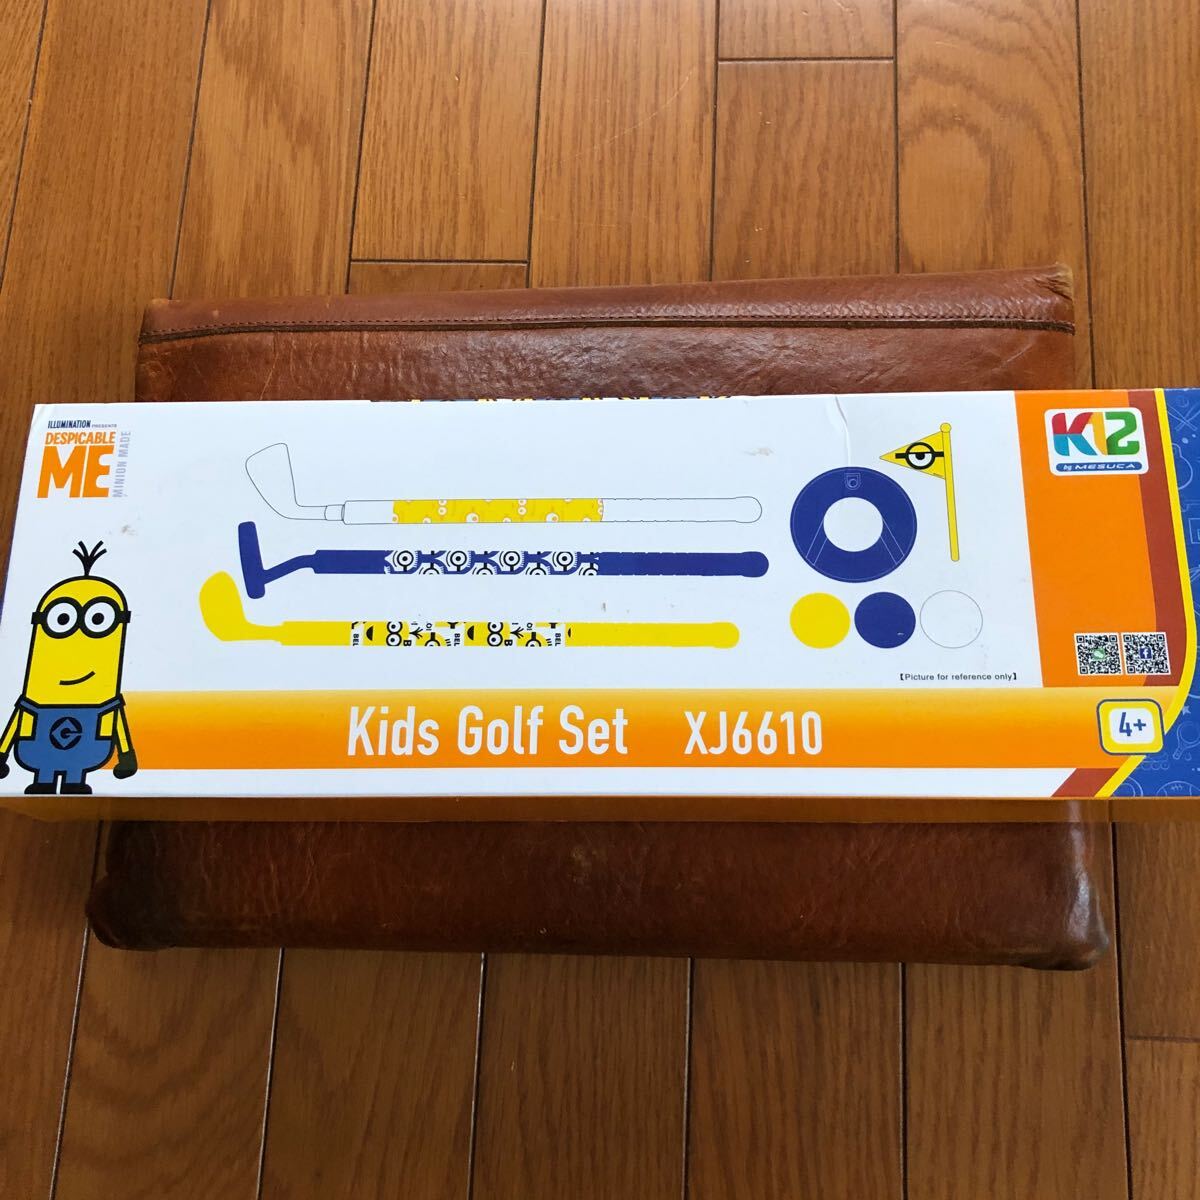 ILLUMINATION PRESENTS
DESPICABLE
ME
MINION MADE
K12
by MESUCA
【Picture for reference only】
Kids Golf Set XJ6610
4+